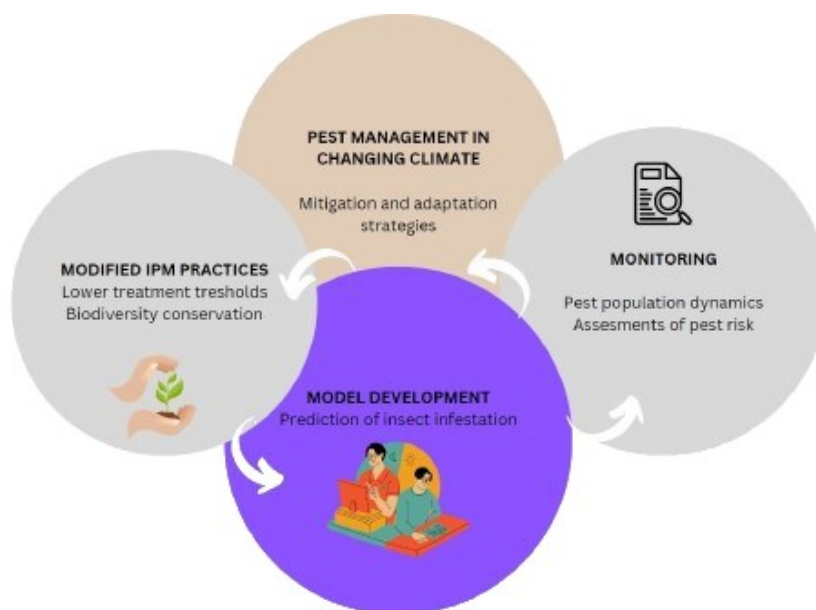 PEST MANAGEMENT IN
CHANGING CLIMATE
Mitigation and adaptation
strategies
MODIFIED IPM PRACTICES
Lower treatment tresholds
Biodiversity conservation
MONITORING
Pest population dynamics
Assesments of pest risk
MODEL DEVELOPMENT
Prediction of insect infestation